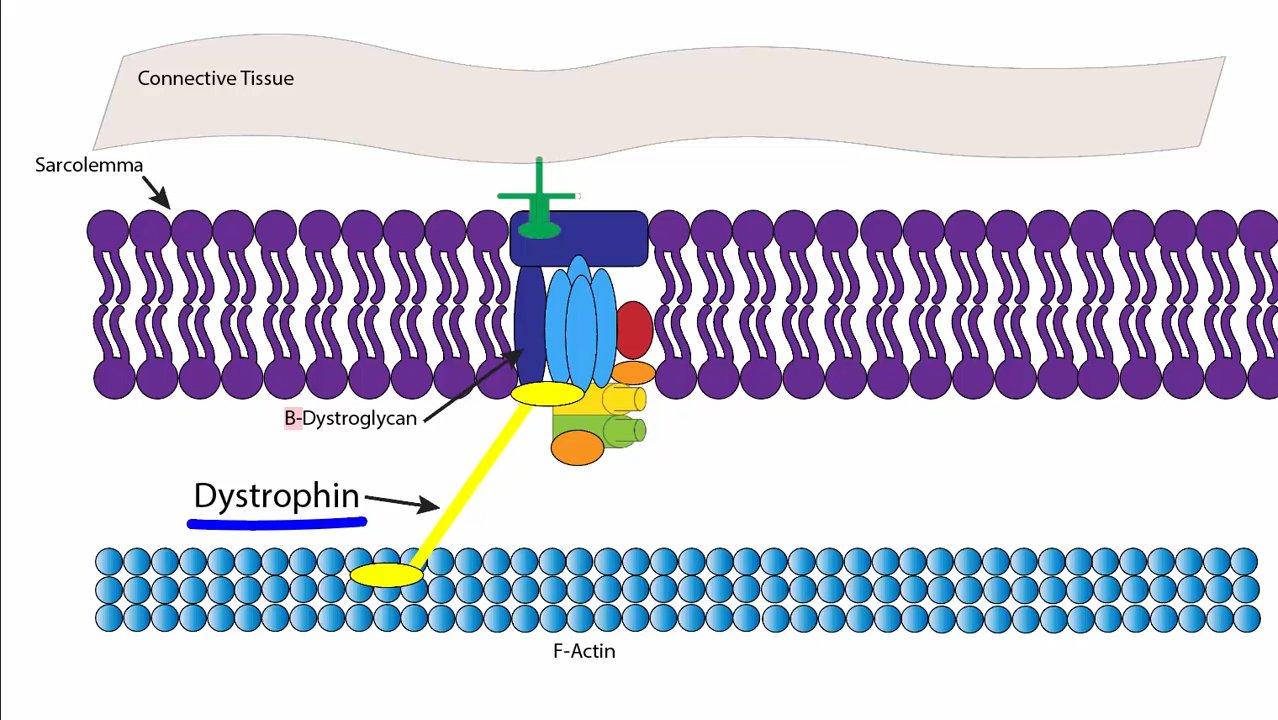 Connective Tissue
Sarcolemma
B-Dystroglycan
Dystrophin
F-Actin